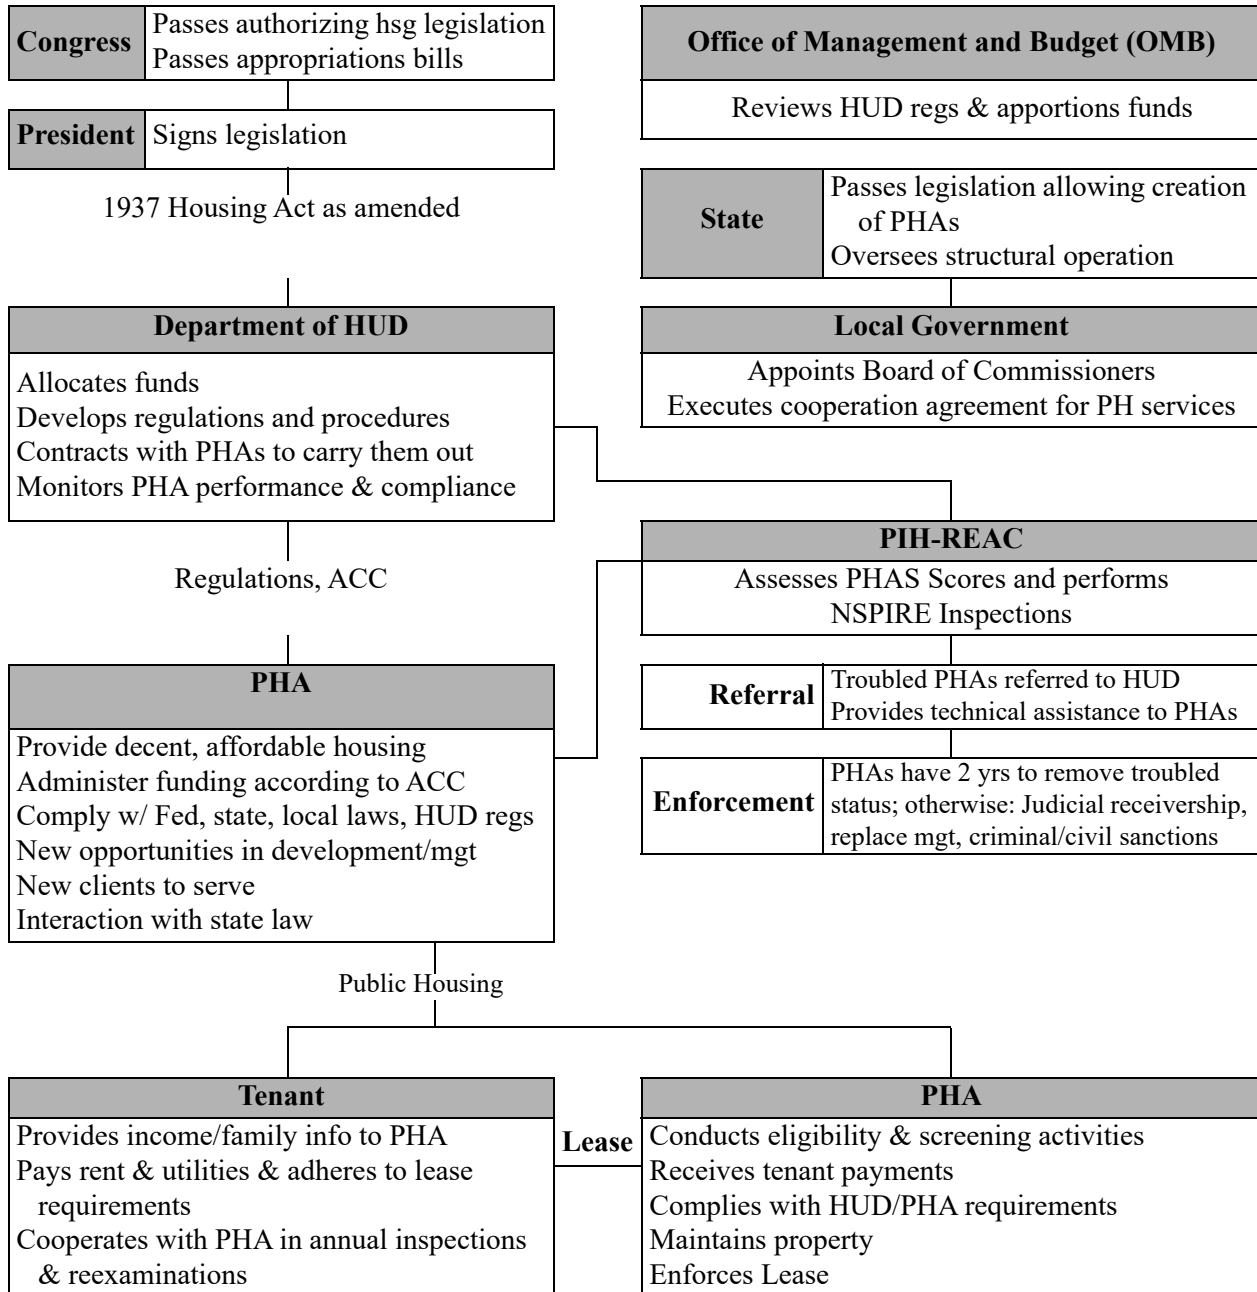 Congress
Passes authorizing hsg legislation
Passes appropriations bills
Office of Management and Budget (OMB)
Reviews HUD regs & apportions funds
President
Signs legislation
1937 Housing Act as amended
State
Passes legislation allowing creation
of PHAs
Oversees structural operation
Department of HUD
Allocates funds
Develops regulations and procedures
Contracts with PHAs to carry them out
Monitors PHA performance & compliance
Local Government
Appoints Board of Commissioners
Executes cooperation agreement for PH services
Regulations, ACC
PIH-REAC
Assesses PHAS Scores and performs
NSPIRE Inspections
Referral
Troubled PHAs referred to HUD
Provides technical assistance to PHAs
Enforcement
PHAs have 2 yrs to remove troubled
status; otherwise: Judicial receivership,
replace mgt, criminal/civil sanctions
PHA
Provide decent, affordable housing
Administer funding according to ACC
Comply w/ Fed, state, local laws, HUD regs
New opportunities in development/mgt
New clients to serve
Interaction with state law
Public Housing
Tenant
Provides income/family info to PHA
Pays rent & utilities & adheres to lease
requirements
Cooperates with PHA in annual inspections
& reexaminations
Lease
PHA
Conducts eligibility & screening activities
Receives tenant payments
Complies with HUD/PHA requirements
Maintains property
Enforces Lease